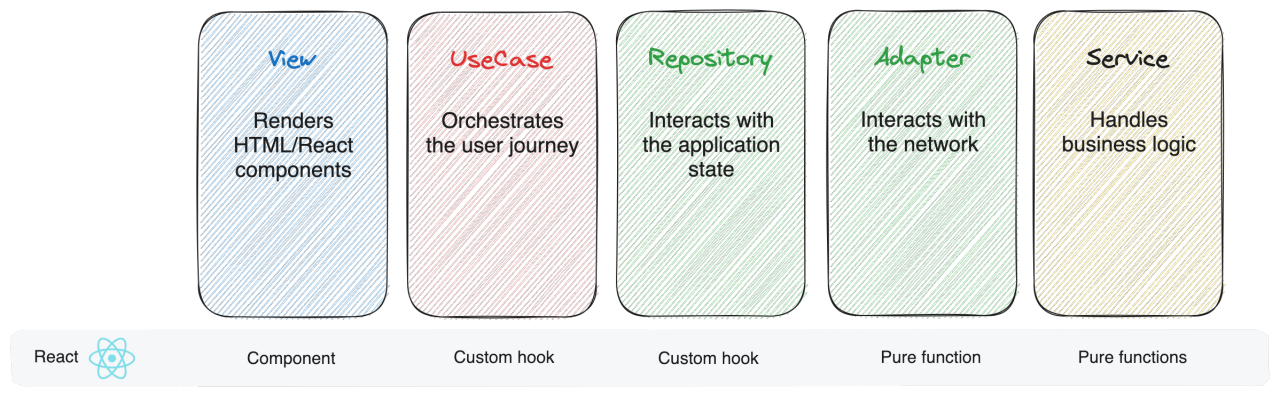 View
Renders
HTML/React
components
UseCase
Orchestrates
the user journey
Repository
Interacts with
the application
state
Adapter
Interacts with
the network
Service
Handles
business logic
React
Component
Custom hook
Custom hook
Pure function
Pure functions